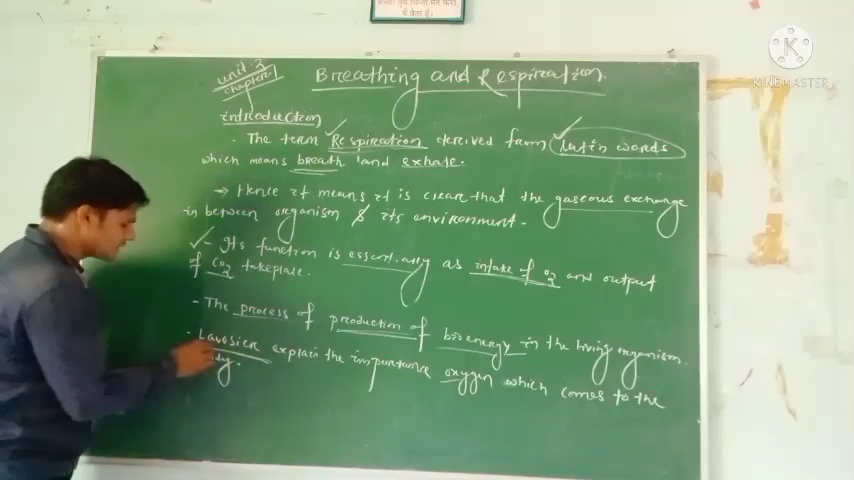 में लेता हूँ।
KINEMASTER
unit:3
chapter:1
Breathing and Respiration.
introduction
· The term Respiration derived from latin words
which means breath and exhale.
→ Hence it means it is clear that the gaseous exchange
in between organism & its environment.
- Its function is essentially as intake of O2 and output
of CO2 takeplace.
- The process of production of bioenergy in the living organism.
· Lavosier explain the importance oxygen which comes to the